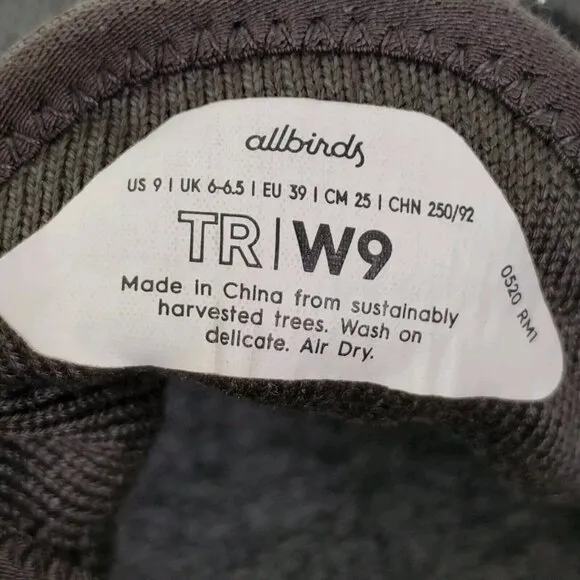 allbirds
US 9 | UK 6-6.5 | EU 39 | CM 25 | CHN 250/92
TR | W9
Made in China from sustainably
harvested trees. Wash on
delicate. Air Dry.
0520 RM1